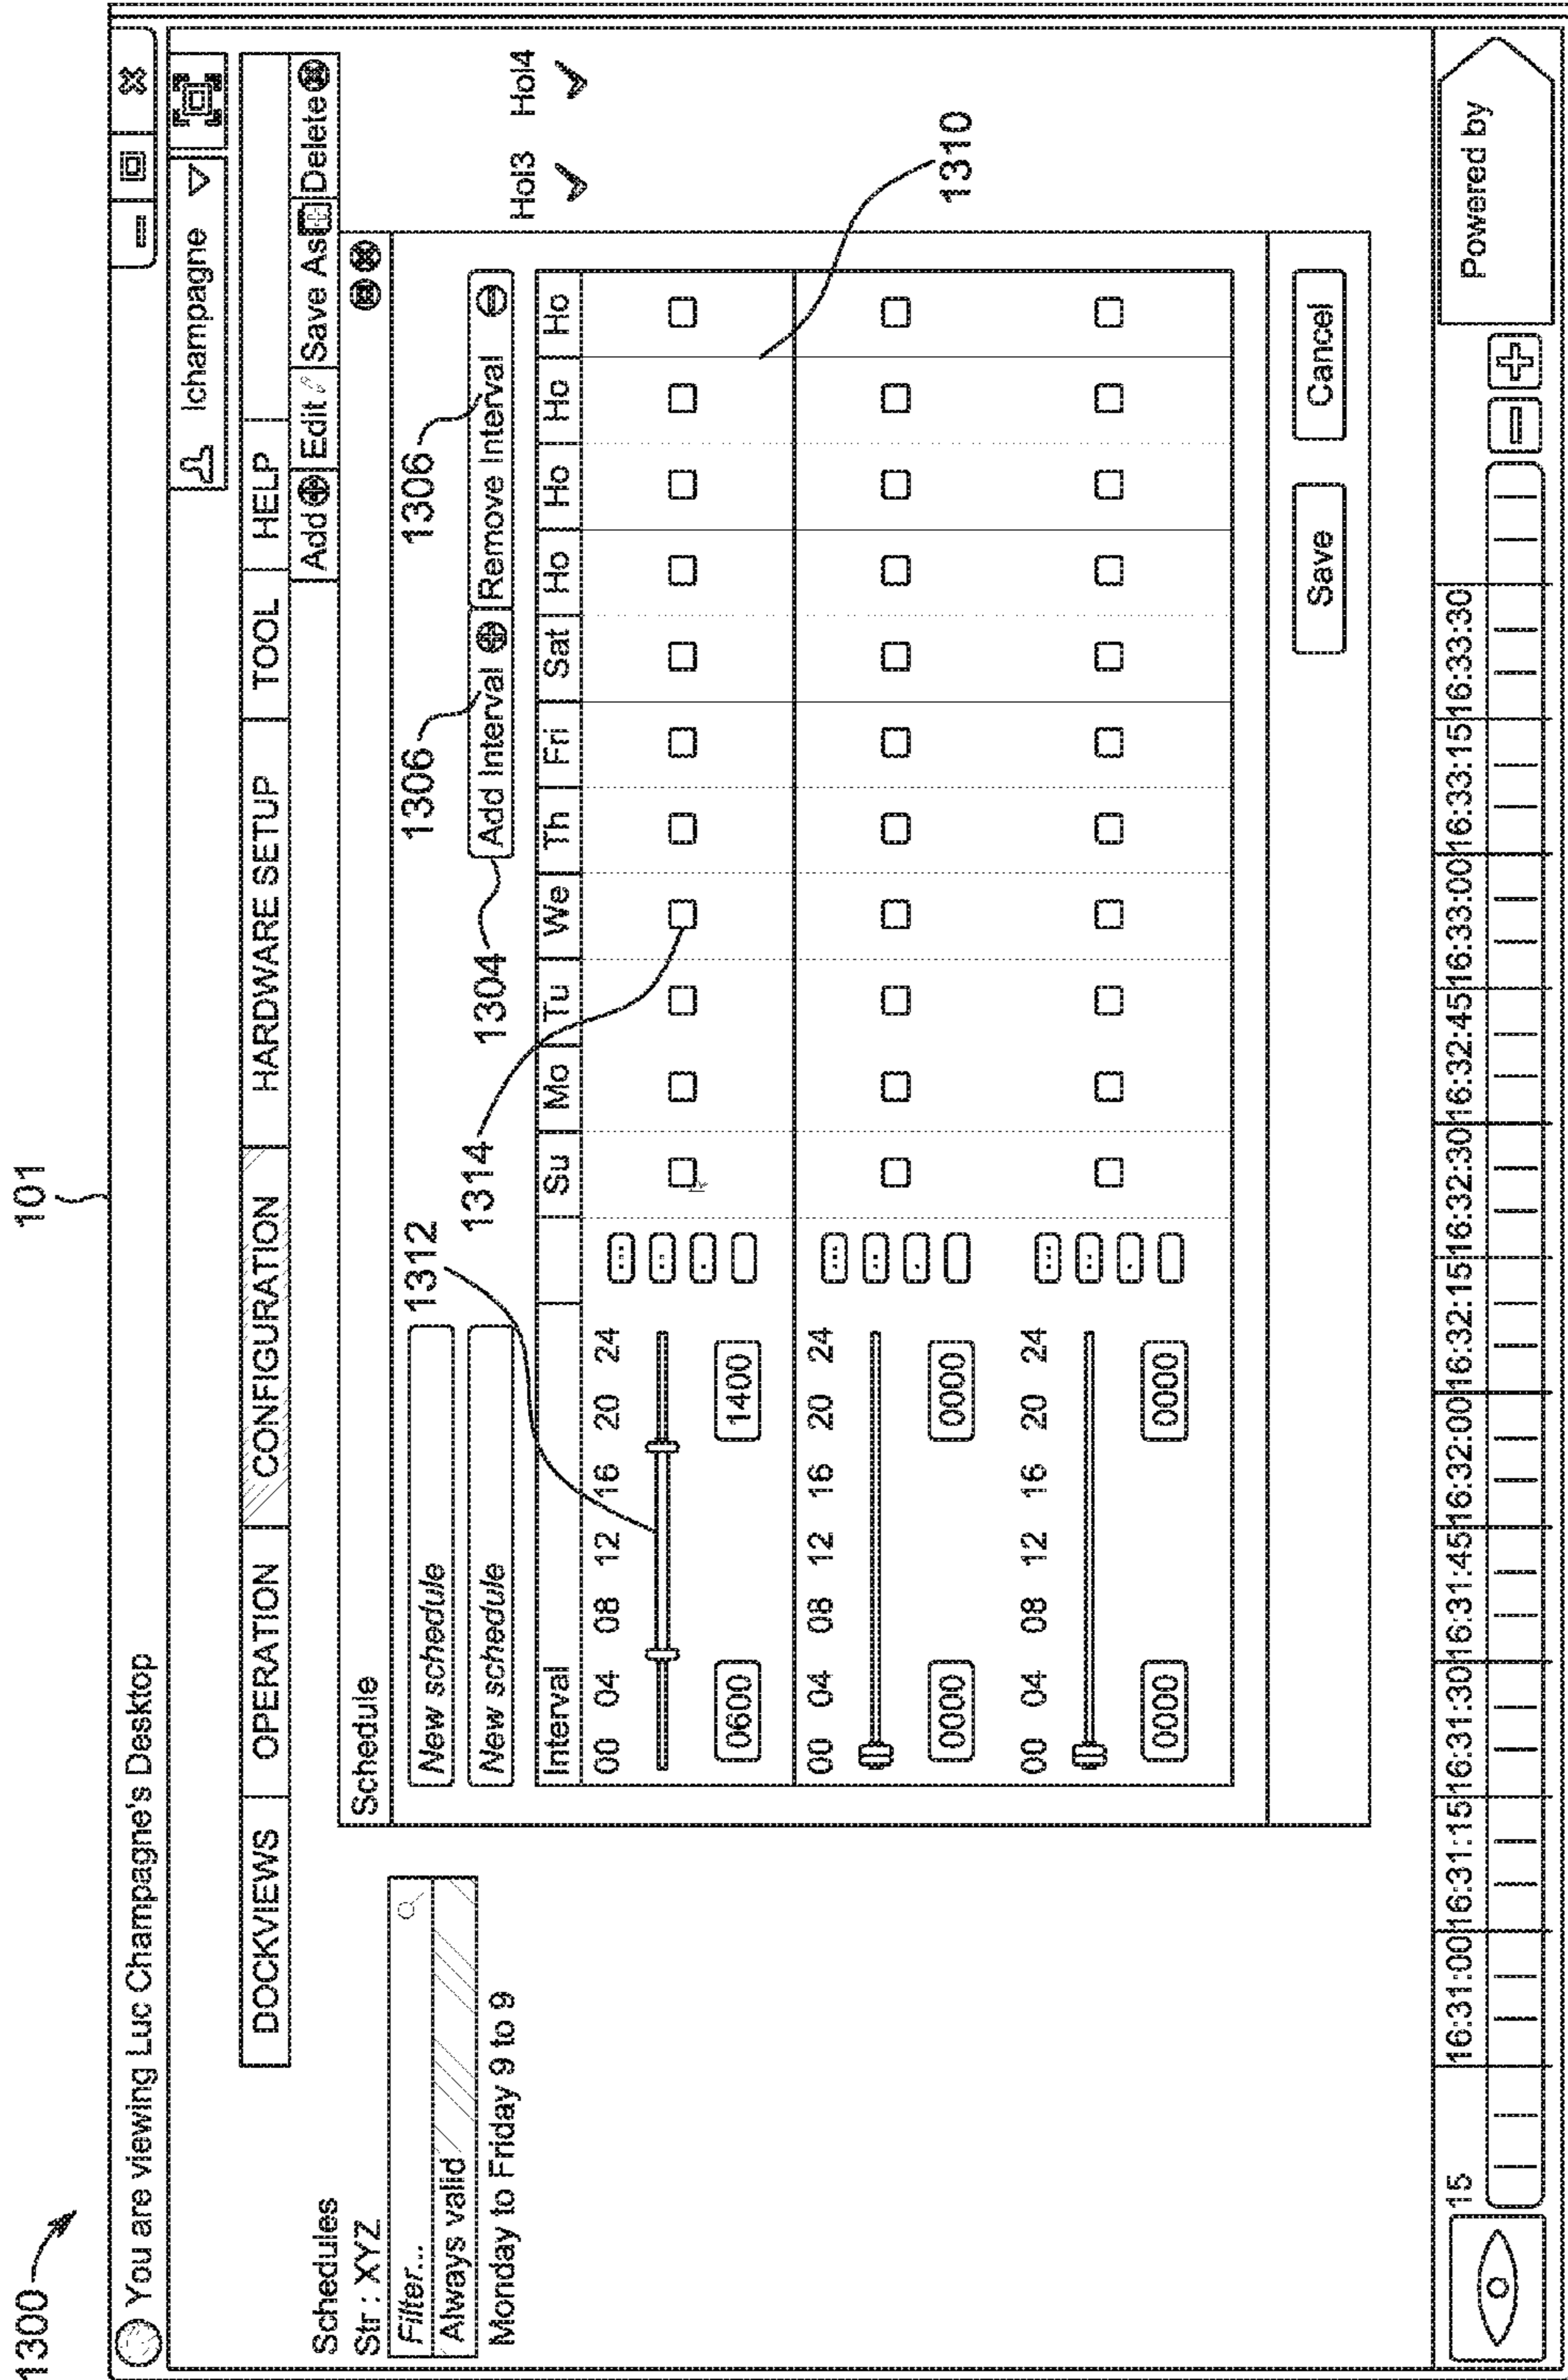 1300
101
You are viewing Luc Champagne's Desktop
lchampagne
DOCKVIEWS OPERATION CONFIGURATION HARDWARE SETUP TOOL HELP
Add Edit Save As Delete
Schedules
Str : XYZ
Filter...
Always valid
Monday to Friday 9 to 9
Schedule
New schedule
New schedule
1312
1314
1304
1306
1306
Add Interval Remove Interval
Hol3 Hol4
1310
Interval Su Mo Tu We Th Fri Sat Ho Ho Ho Ho
00 04 08 12 16 20 24
0600 1400
00 04 08 12 16 20 24
0000 0000
00 04 08 12 16 20 24
0000 0000
Save Cancel
15 16:31:00 16:31:15 16:31:30 16:31:45 16:32:00 16:32:15 16:32:30 16:32:45 16:33:00 16:33:15 16:33:30
Powered by